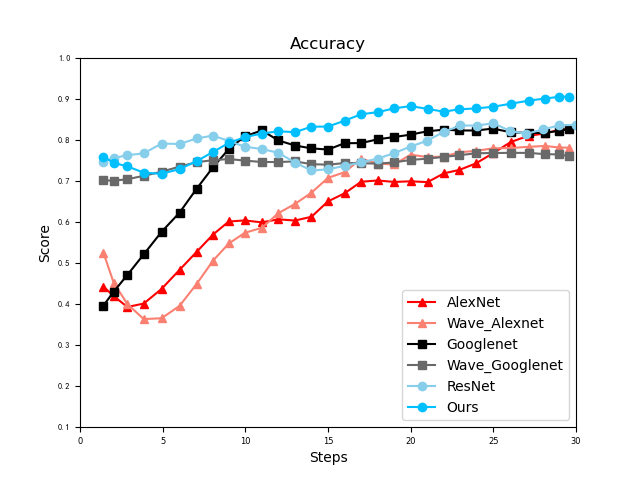 Accuracy
Score
1.0
0.9
0.8
0.7
0.6
0.5
0.4
0.3
0.2
0.1
0 5 10 15 20 25 30
Steps
AlexNet
Wave_Alexnet
Googlenet
Wave_Googlenet
ResNet
Ours